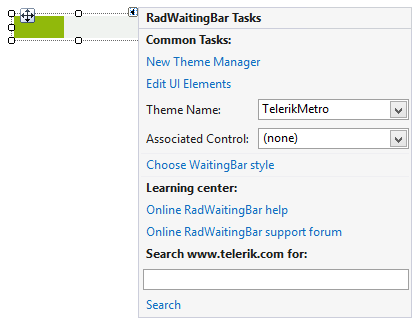 RadWaitingBar Tasks
Common Tasks:
New Theme Manager
Edit UI Elements
Theme Name: TelerikMetro
Associated Control: (none)
Choose WaitingBar style
Learning center:
Online RadWaitingBar help
Online RadWaitingBar support forum
Search www.telerik.com for:
Search